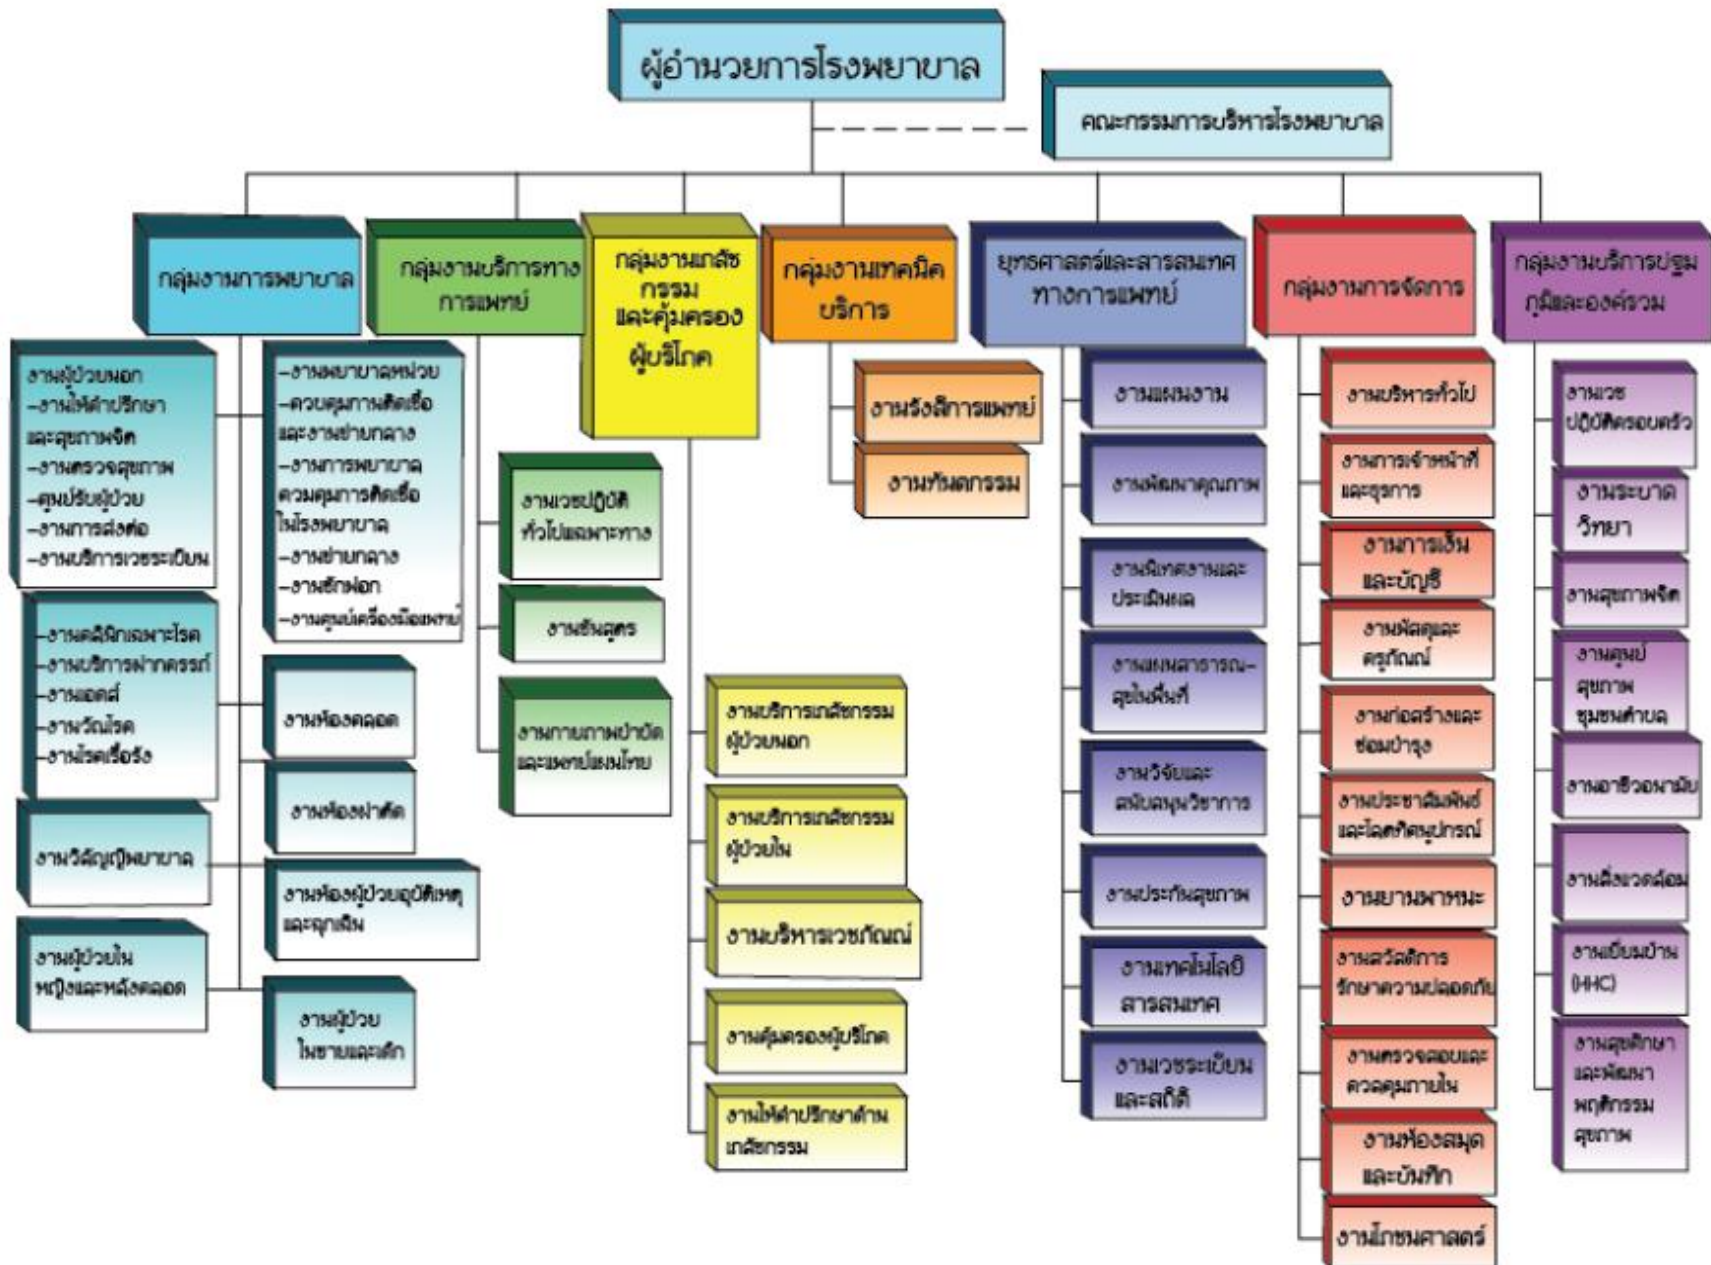 ผู้อำนวยการโรงพยาบาล
คณะกรรมการบริหารโรงพยาบาล
กลุ่มงานการพยาบาล
กลุ่มงานบริการทาง
การแพทย์
กลุ่มงานเภสัช
กรรม
และคุ้มครอง
ผู้บริโภค
กลุ่มงานเทคนิค
บริการ
ยุทธศาสตร์และสารสนเทศ
ทางการแพทย์
กลุ่มงานการจัดการ
กลุ่มงานบริการปฐม
ภูมิและองค์รวม
งานผู้ป่วยนอก
-งานให้คำปรึกษา
และสุขภาพจิต
-งานตรวจสุขภาพ
-ศูนย์รับผู้ป่วย
-งานการส่งต่อ
-งานบริการเวชระเบียน
-งานพยาบาลหน่วย
-ควบคุมการติดเชื้อ
และงานจ่ายกลาง
-งานการพยาบาล
ควมคุมการติดเชื้อ
ในโรงพยาบาล
-งานจ่ายกลาง
-งานซักฟอก
-งานศูนย์เครื่องมือแพทย์
-งานคลินิกเฉพาะโรค
-งานบริการฝากครรภ์
-งานเอดส์
-งานวัณโรค
-งานโรคเรื้อรัง
งานห้องคลอด
งานห้องผ่าตัด
งานวิสัญญีพยาบาล
งานห้องผู้ป่วยอุบัติเหตุ
และฉุกเฉิน
งานผู้ป่วยใน
หญิงและหลังคลอด
งานผู้ป่วย
ในชายและเด็ก
งานเวชปฏิบัติ
ทั่วไปเฉพาะทาง
งานชันสูตร
งานกายภาพบำบัด
และแพทย์แผนไทย
งานบริการเภสัชกรรม
ผู้ป่วยนอก
งานบริการเภสัชกรรม
ผู้ป่วยใน
งานบริหารเวชภัณฑ์
งานคุ้มครองผู้บริโภค
งานให้คำปรึกษาด้าน
เภสัชกรรม
งานรังสีการแพทย์
งานทันตกรรม
งานแผนงาน
งานพัฒนาคุณภาพ
งานนิเทศงานและ
ประเมินผล
งานแผนสาธารณ-
สุขในพื้นที่
งานวิจัยและ
สนับสนุนวิชาการ
งานประกันสุขภาพ
งานเทคโนโลยี
สารสนเทศ
งานเวชระเบียน
และสถิติ
งานบริหารทั่วไป
งานการเจ้าหน้าที่
และธุรการ
งานการเงิน
และบัญชี
งานพัสดุและ
ครุภัณฑ์
งานก่อสร้างและ
ซ่อมบำรุง
งานประชาสัมพันธ์
และโสตทัศนูปกรณ์
งานยานพาหนะ
งานสวัสดิการ
รักษาความปลอดภัย
งานตรวจสอบและ
ควลคุมภายใน
งานห้องสมุด
และบันทึก
งานโภชนศาสตร์
งานเวช
ปฏิบัติครอบครัว
งานระบาด
วิทยา
งานสุขภาพจิต
งานศูนย์
สุขภาพ
ชุมชนตำบล
งานอาชีวอนามัย
งานสิ่งแวดล้อม
งานเยี่ยมบ้าน
(HHC)
งานสุขศึกษา
และพัฒนา
พฤติกรรม
สุขภาพ